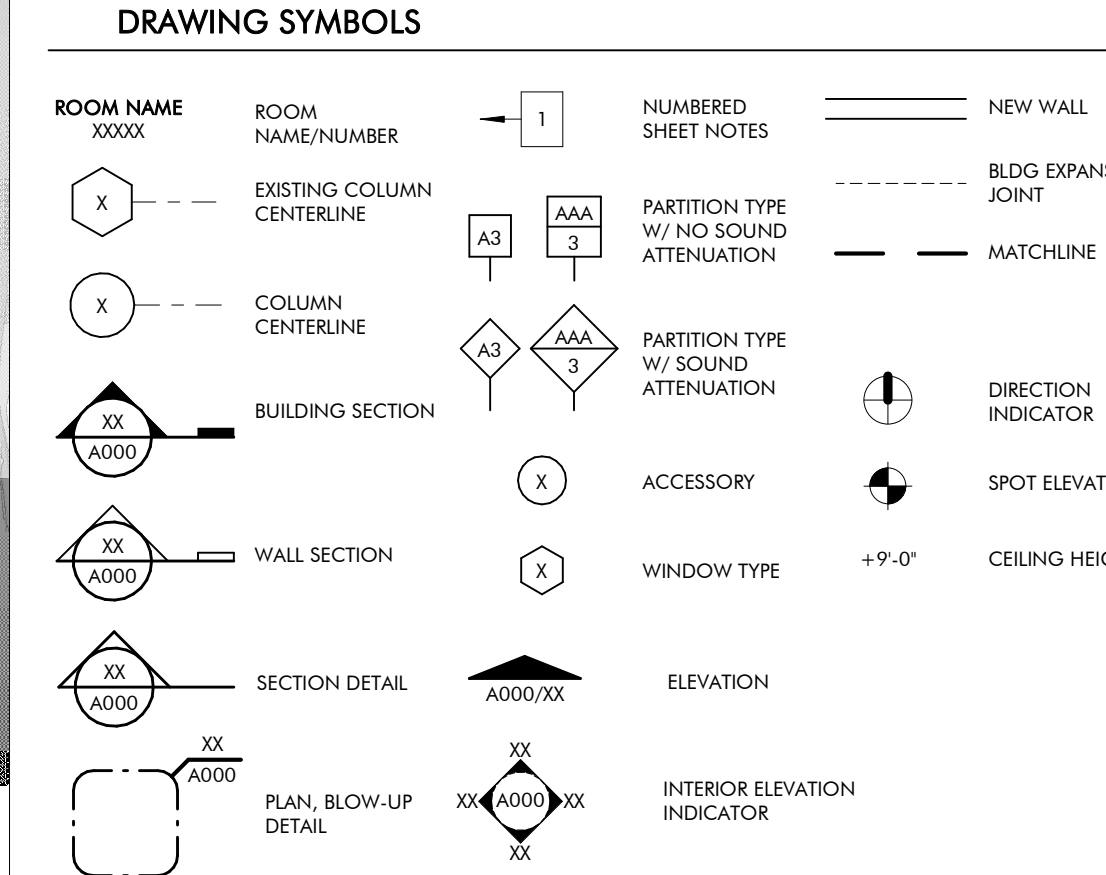 DRAWING SYMBOLS
ROOM NAME
XXXXX
ROOM
NAME/NUMBER
X
EXISTING COLUMN
CENTERLINE
X
COLUMN
CENTERLINE
XX
A000
BUILDING SECTION
XX
A000
WALL SECTION
XX
A000
SECTION DETAIL
XX
A000
PLAN, BLOW-UP
DETAIL
1
NUMBERED
SHEET NOTES
A3
AAA
3
PARTITION TYPE
W/ NO SOUND
ATTENUATION
A3
AAA
3
PARTITION TYPE
W/ SOUND
ATTENUATION
X
ACCESSORY
X
WINDOW TYPE
A000/XX
ELEVATION
XX
XX A000 XX
XX
INTERIOR ELEVATION
INDICATOR
NEW WALL
BLDG EXPANS
JOINT
MATCHLINE
DIRECTION
INDICATOR
SPOT ELEVAT
+9'-0"
CEILING HEIG